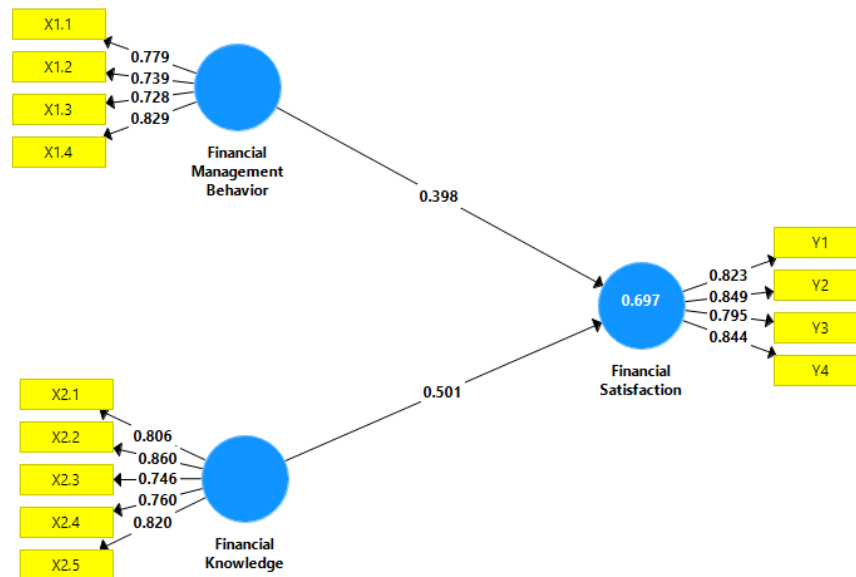 X1.1
0.779
X1.2
0.739
X1.3
0.728
0.829
X1.4
Financial
Management
Behavior
0.398
Y1
0.823
Y2
0.849
0.697
0.795
Y3
0.844
Y4
Financial
Satisfaction
0.501
X2.1
0.806
X2.2
0.860
X2.3
0.746
0.760
X2.4
0.820
X2.5
Financial
Knowledge